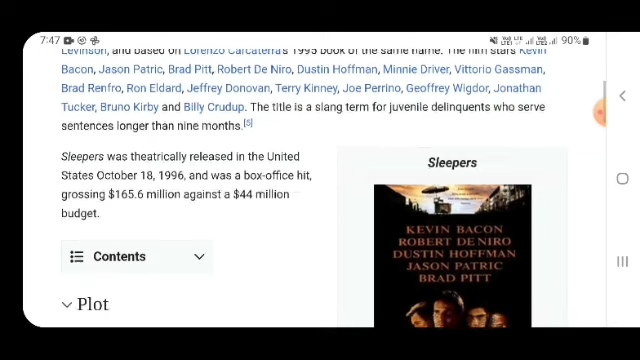 7:47
90%
Levinson, and based on Lorenzo Carcaterra's 1995 book of the same name. The film stars Kevin
Bacon, Jason Patric, Brad Pitt, Robert De Niro, Dustin Hoffman, Minnie Driver, Vittorio Gassman,
Brad Renfro, Ron Eldard, Jeffrey Donovan, Terry Kinney, Joe Perrino, Geoffrey Wigdor, Jonathan
Tucker, Bruno Kirby and Billy Crudup. The title is a slang term for juvenile delinquents who serve
sentences longer than nine months.[5]
Sleepers was theatrically released in the United
States October 18, 1996, and was a box-office hit,
grossing $165.6 million against a $44 million
budget.
Contents
Plot
Sleepers
KEVIN BACON
ROBERT DE NIRO
DUSTIN HOFFMAN
JASON PATRIC
BRAD PITT